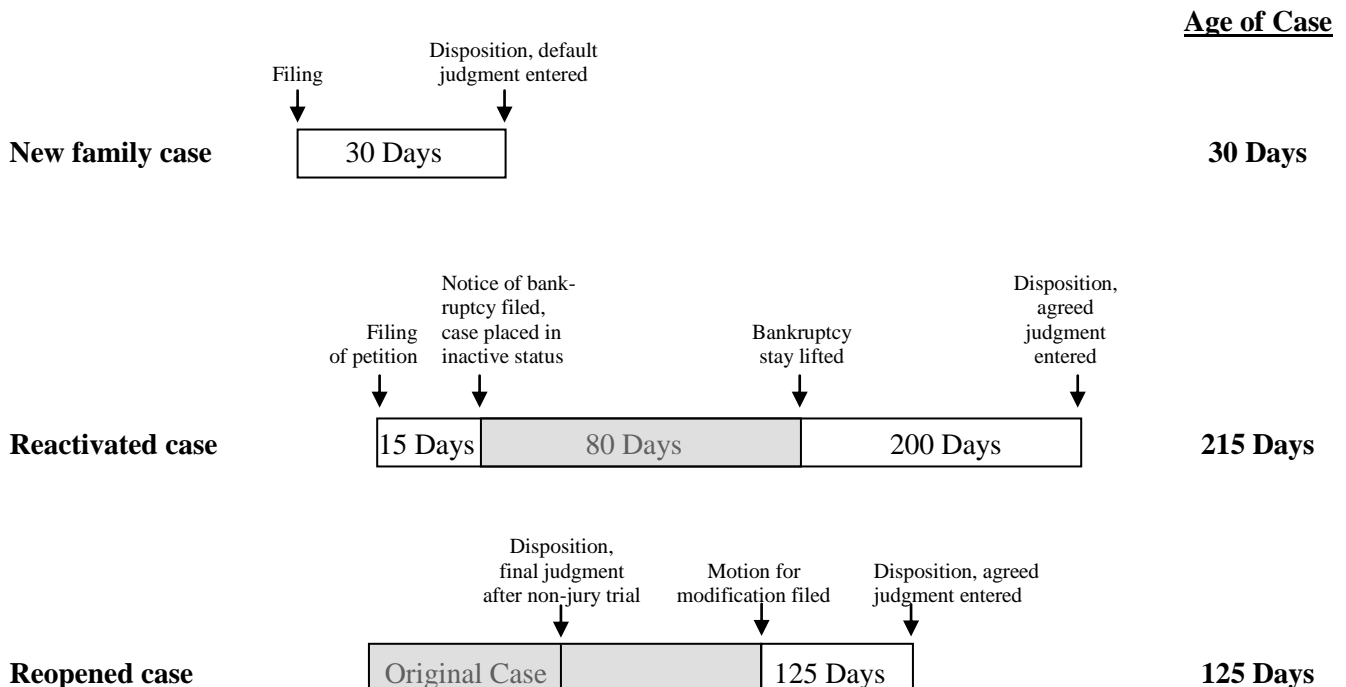 Age of Case
Filing
Disposition, default
judgment entered
New family case
30 Days
30 Days
Filing
of petition
Notice of bank-
ruptcy filed,
case placed in
inactive status
Bankruptcy
stay lifted
Disposition,
agreed
judgment
entered
Reactivated case
15 Days
80 Days
200 Days
215 Days
Disposition,
final judgment
after non-jury trial
Motion for
modification filed
Disposition, agreed
judgment entered
Reopened case
Original Case
125 Days
125 Days